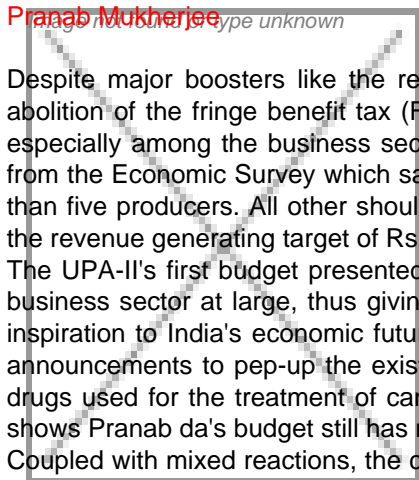 Pranab Mukherjee
Image not found or type unknown
Despite major boosters like the re
abolition of the fringe benefit tax (F
especially among the business sec
from the Economic Survey which sa
than five producers. All other shoul
the revenue generating target of Rs
The UPA-II's first budget presented
business sector at large, thus givin
inspiration to India's economic futu
announcements to pep-up the exis
drugs used for the treatment of car
shows Pranab da's budget still has
Coupled with mixed reactions, the